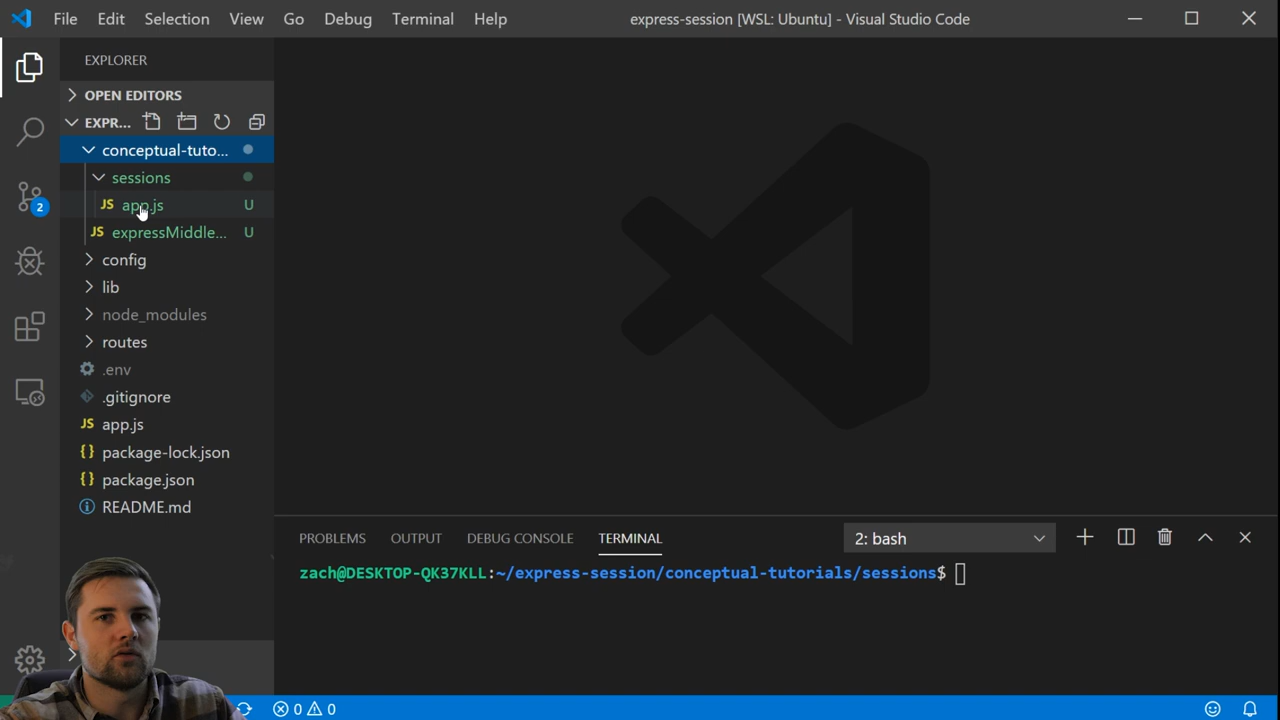 File Edit Selection View Go Debug Terminal Help
express-session [WSL: Ubuntu] - Visual Studio Code
EXPLORER
OPEN EDITORS
EXPR...
conceptual-tuto...
sessions
JS app.js U
JS expressMiddle... U
config
lib
node_modules
routes
.env
.gitignore
JS app.js
{} package-lock.json
{} package.json
README.md
2
PROBLEMS OUTPUT DEBUG CONSOLE TERMINAL
2: bash
zach@DESKTOP-QK37KLL:~/express-session/conceptual-tutorials/sessions$
0 0